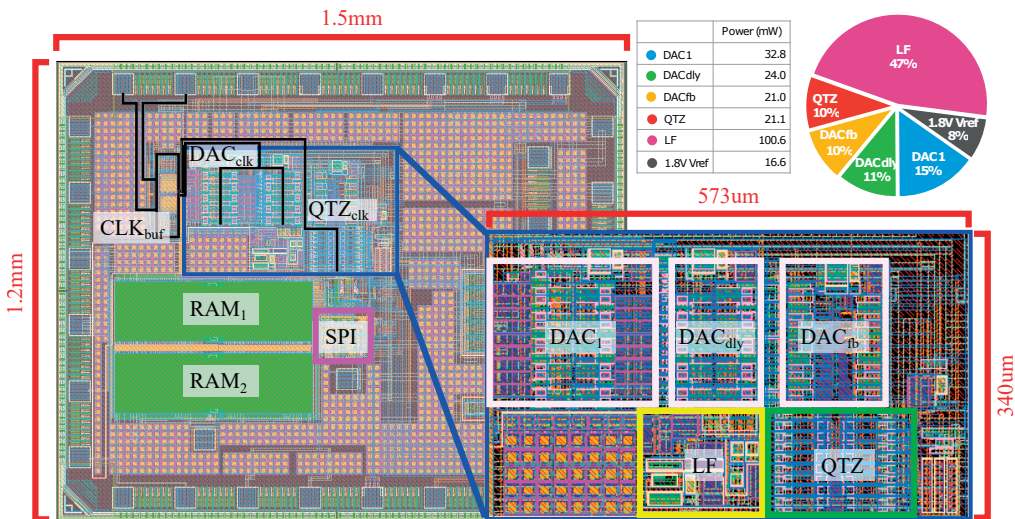 1.5mm
Power (mW)
DAC1 32.8
DACdly 24.0
DACfb 21.0
QTZ 21.1
LF 100.6
1.8V Vref 16.6
LF
47%
QTZ
10%
1.8V Vref
8%
DACfb
10%
DACdly
11%
DAC1
15%
1.2mm
DACclk
QTZclk
CLKbuf
RAM1
RAM2
SPI
573um
340um
DAC1
DACdly
DACfb
LF
QTZ